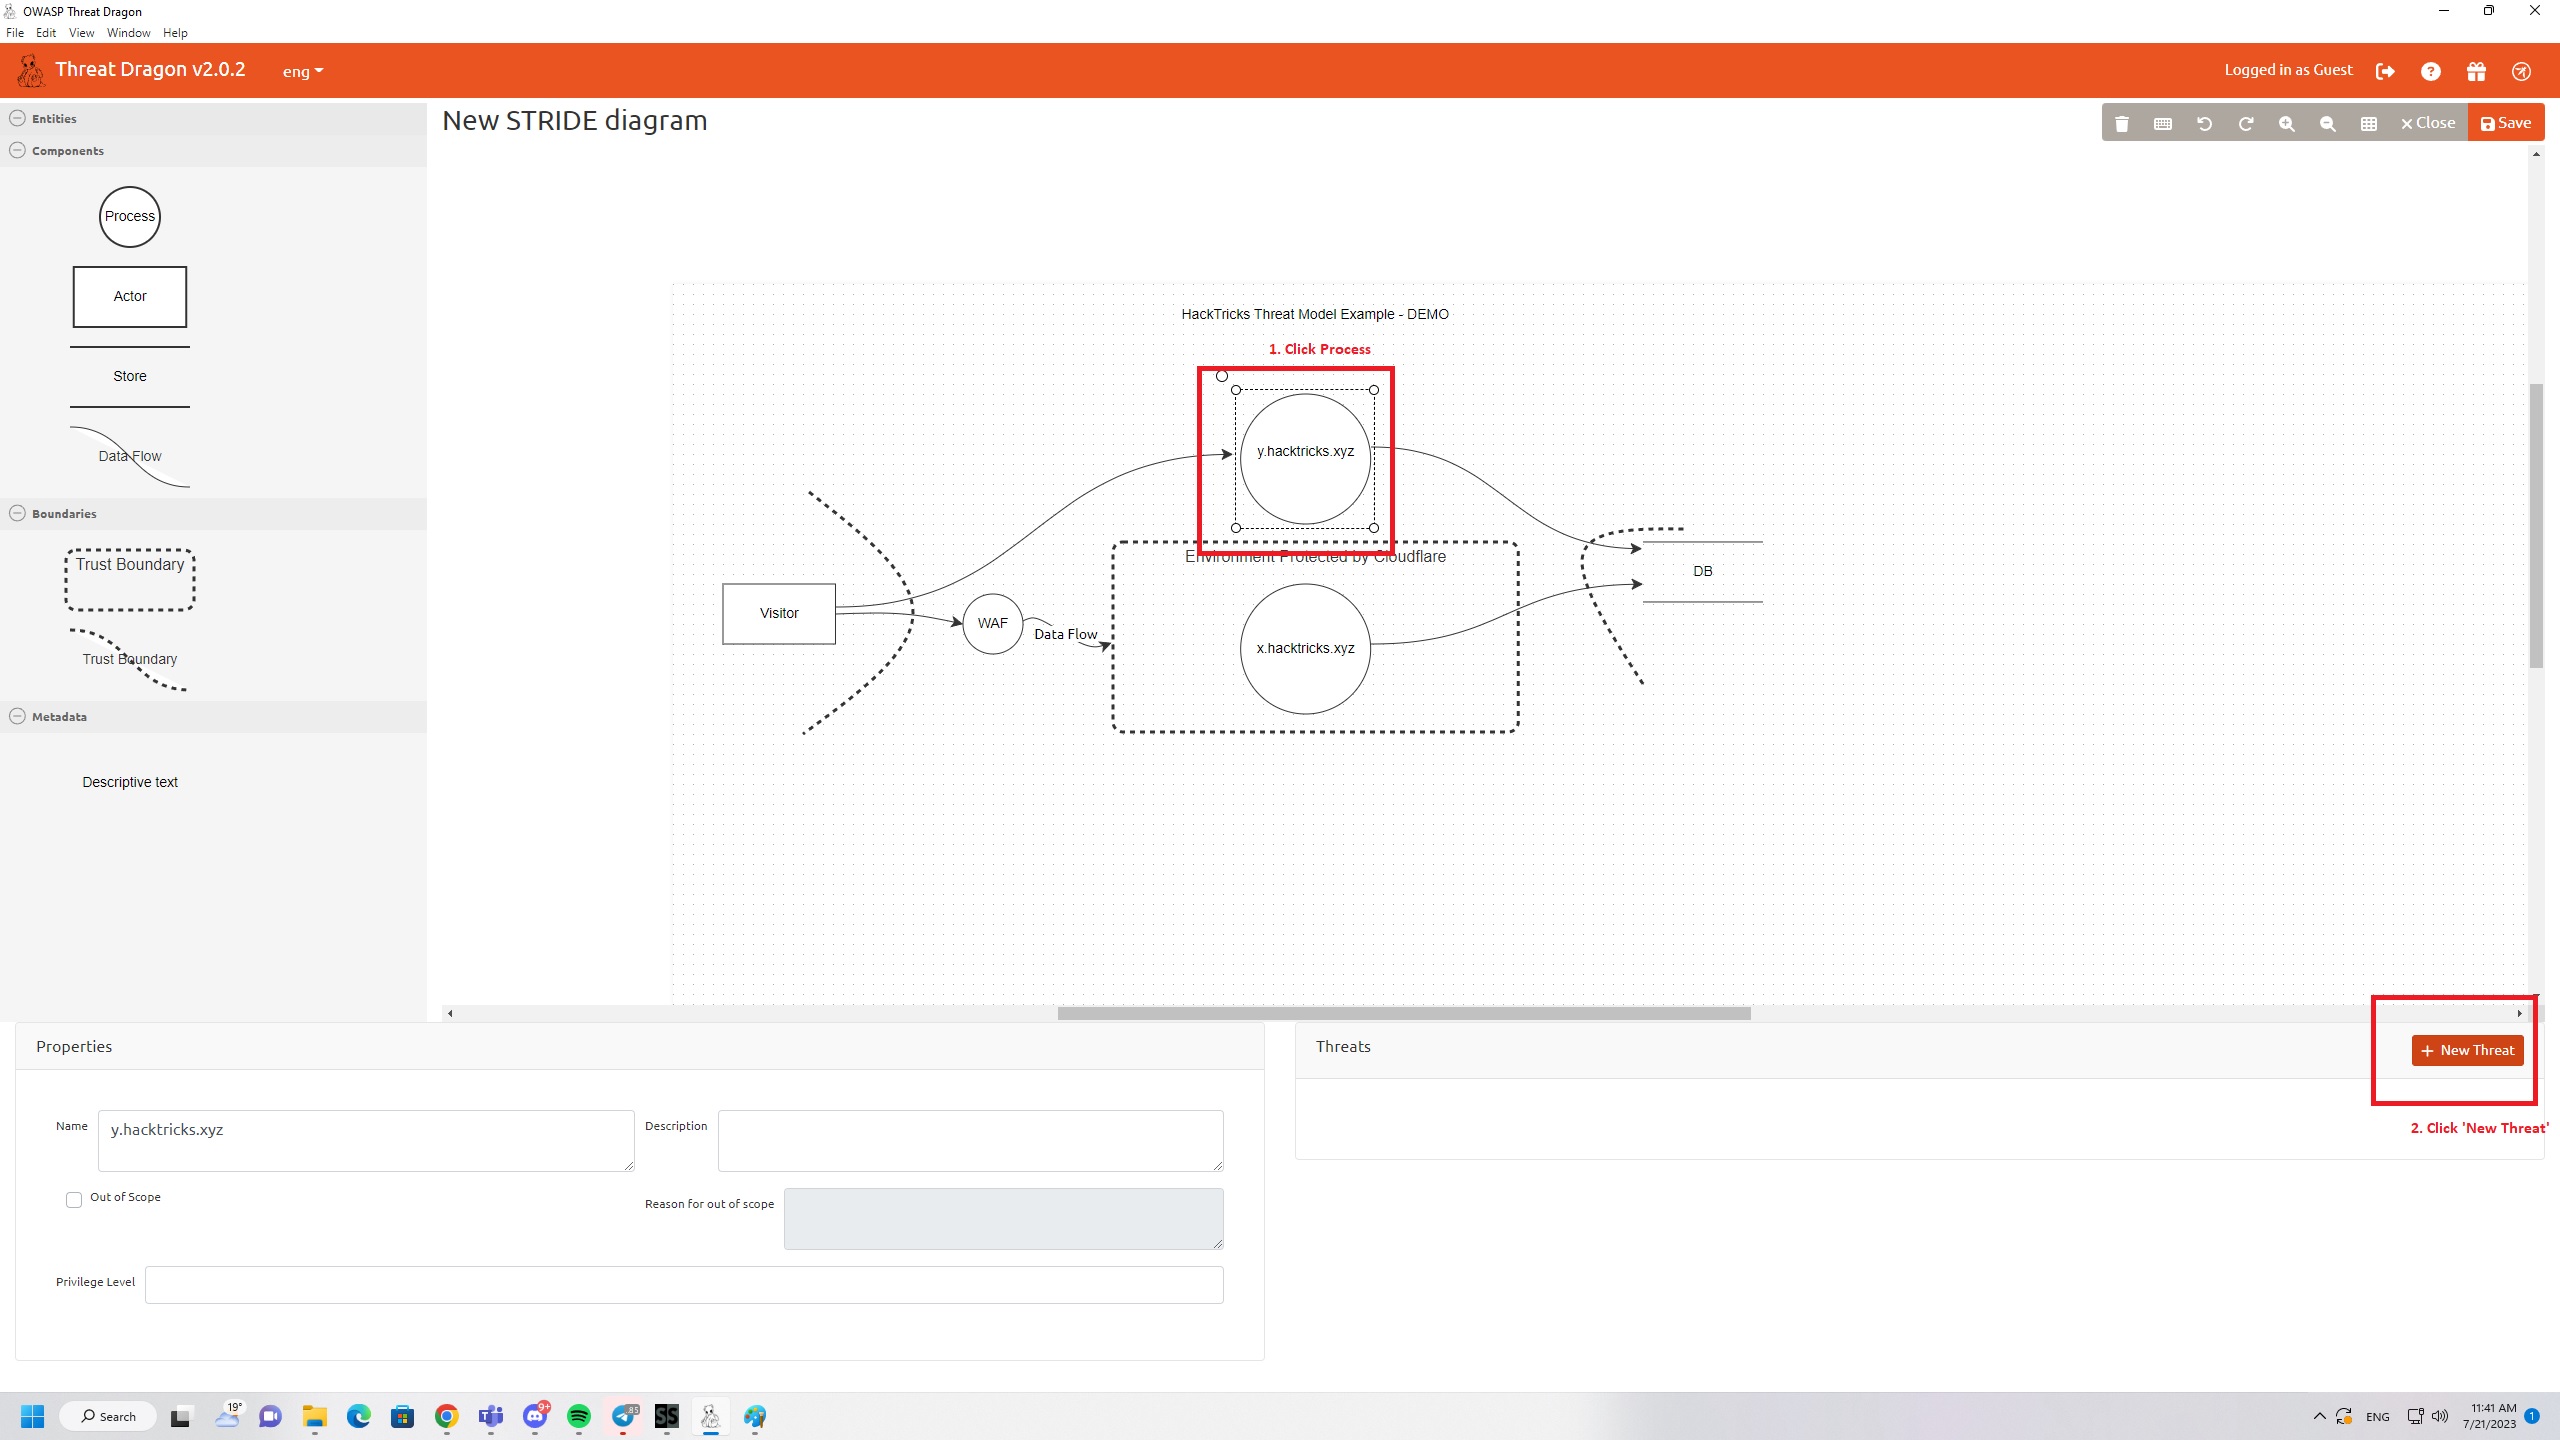 OWASP Threat Dragon
File Edit View Window Help
Threat Dragon v2.0.2
eng
Logged in as Guest
Entities
Components
Process
Actor
Store
Data Flow
Boundaries
Trust Boundary
Trust Boundary
Metadata
Descriptive text
New STRIDE diagram
Close
Save
HackTricks Threat Model Example - DEMO
1. Click Process
y.hacktricks.xyz
Environment Protected by Cloudflare
Visitor
WAF
Data Flow
x.hacktricks.xyz
DB
Properties
Name
y.hacktricks.xyz
Description
Out of Scope
Reason for out of scope
Privilege Level
Threats
+ New Threat
2. Click 'New Threat'
Search
19°
9+
85
SS
ENG
11:41 AM
7/21/2023
1